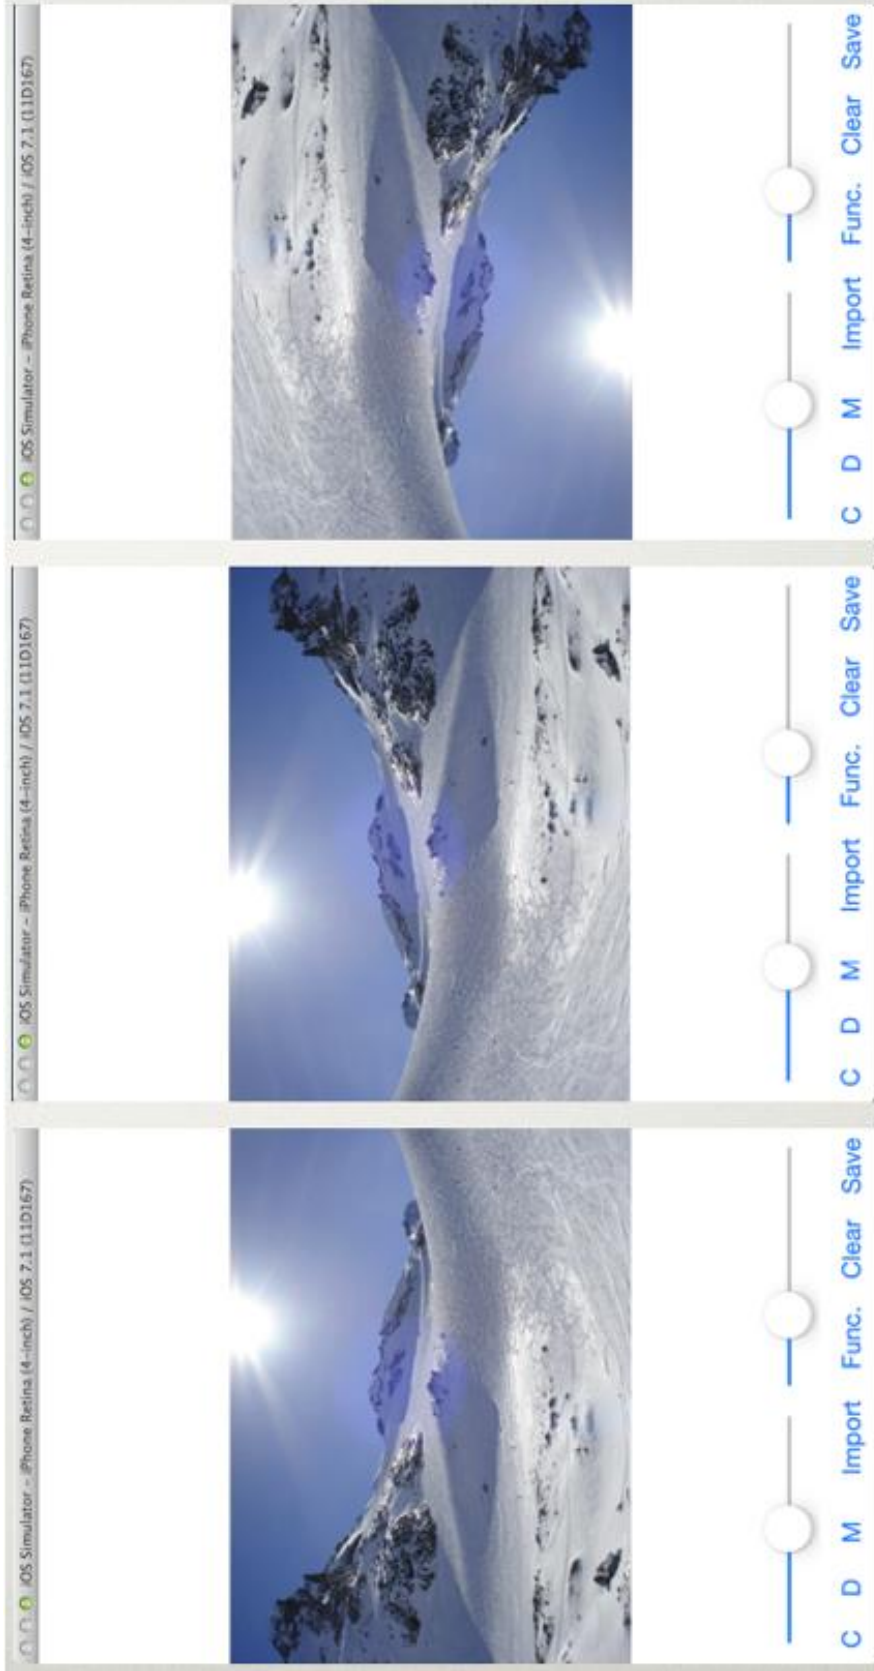 iOS Simulator - iPhone Retina (4-inch) / iOS 7.1 (11D167)
C D M Import Func. Clear Save
iOS Simulator - iPhone Retina (4-inch) / iOS 7.1 (11D167)
C D M Import Func. Clear Save
iOS Simulator - iPhone Retina (4-inch) / iOS 7.1 (11D167)
C D M Import Func. Clear Save